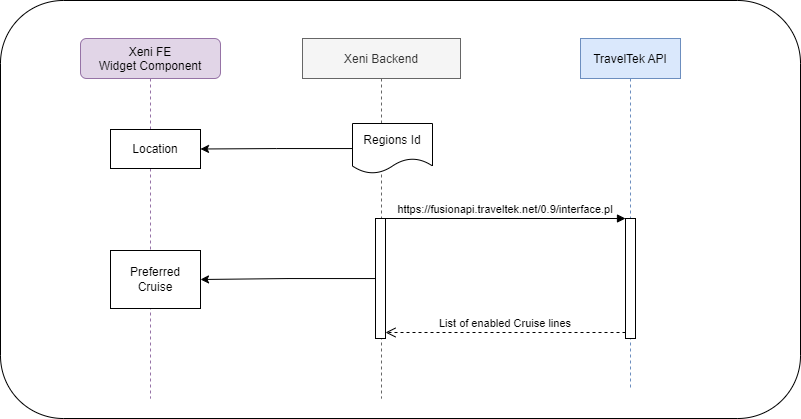 Xeni FE
Widget Component
Xeni Backend
TravelTek API
Regions Id
Location
https://fusionapi.traveltek.net/0.9/interface.pl
Preferred
Cruise
List of enabled Cruise lines